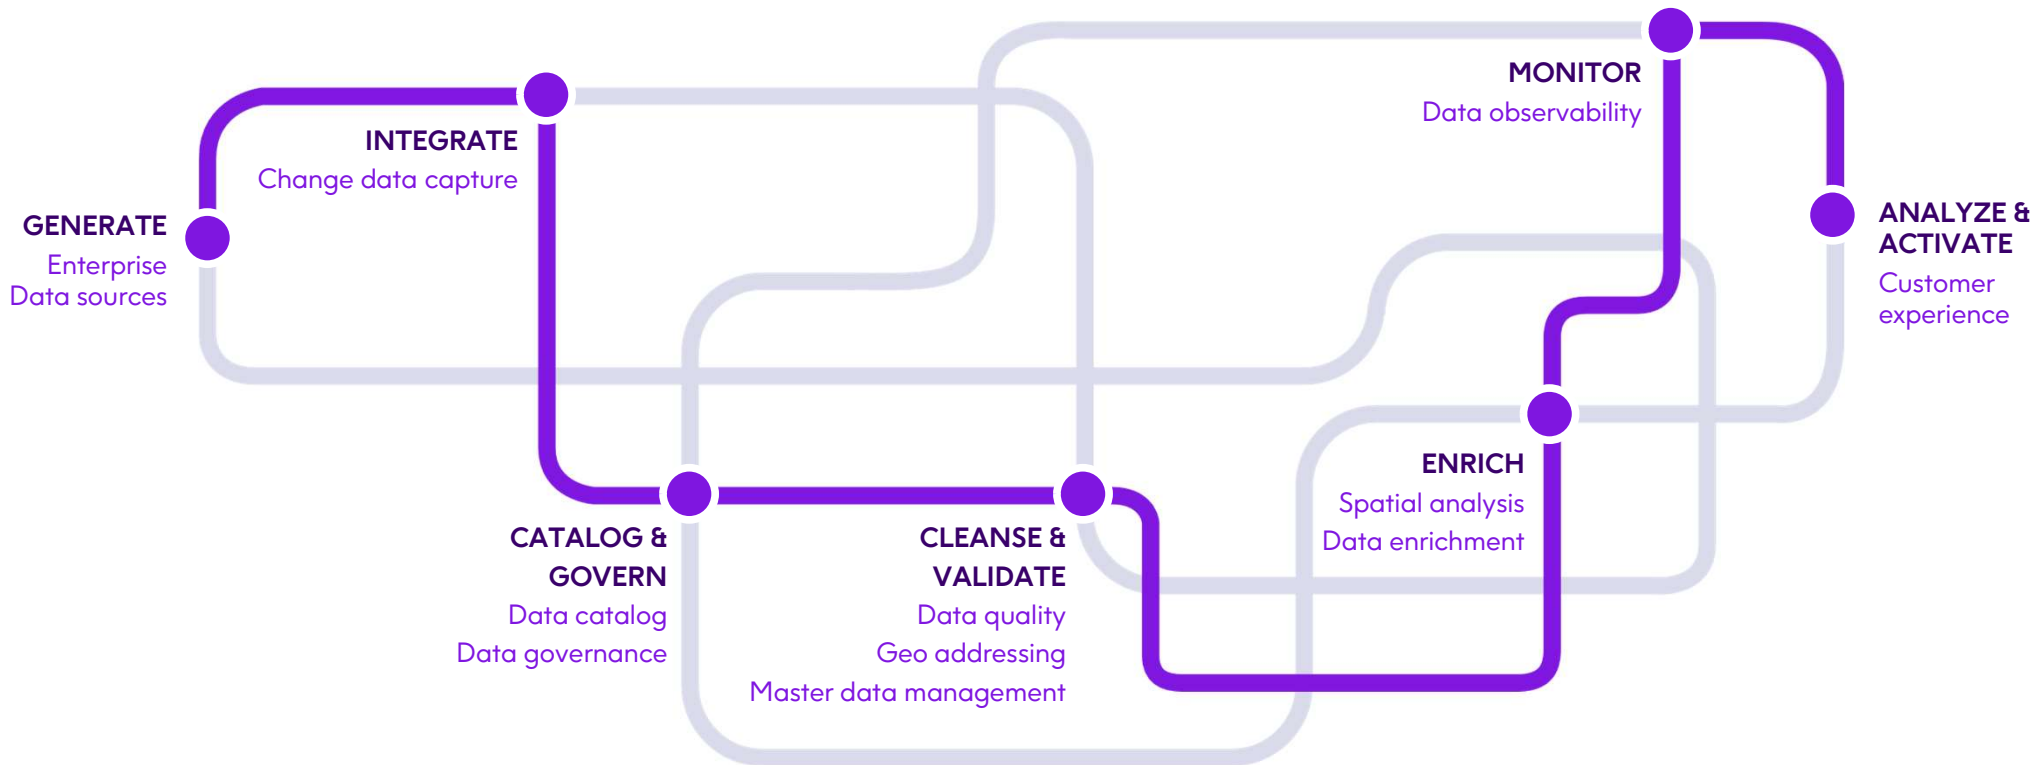 GENERATE
Enterprise
Data sources
INTEGRATE
Change data capture
CATALOG &
GOVERN
Data catalog
Data governance
CLEANSE &
VALIDATE
Data quality
Geo addressing
Master data management
ENRICH
Spatial analysis
Data enrichment
MONITOR
Data observability
ANALYZE &
ACTIVATE
Customer
experience